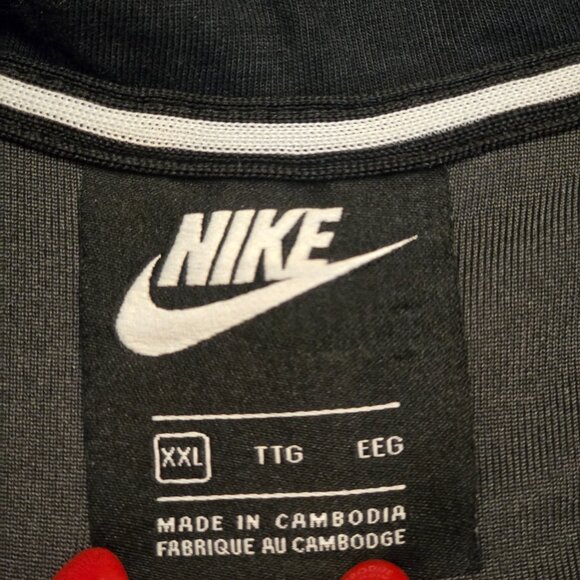 NIKE
XXL TTG EEG
MADE IN CAMBODIA
FABRIQUE AU CAMBODGE